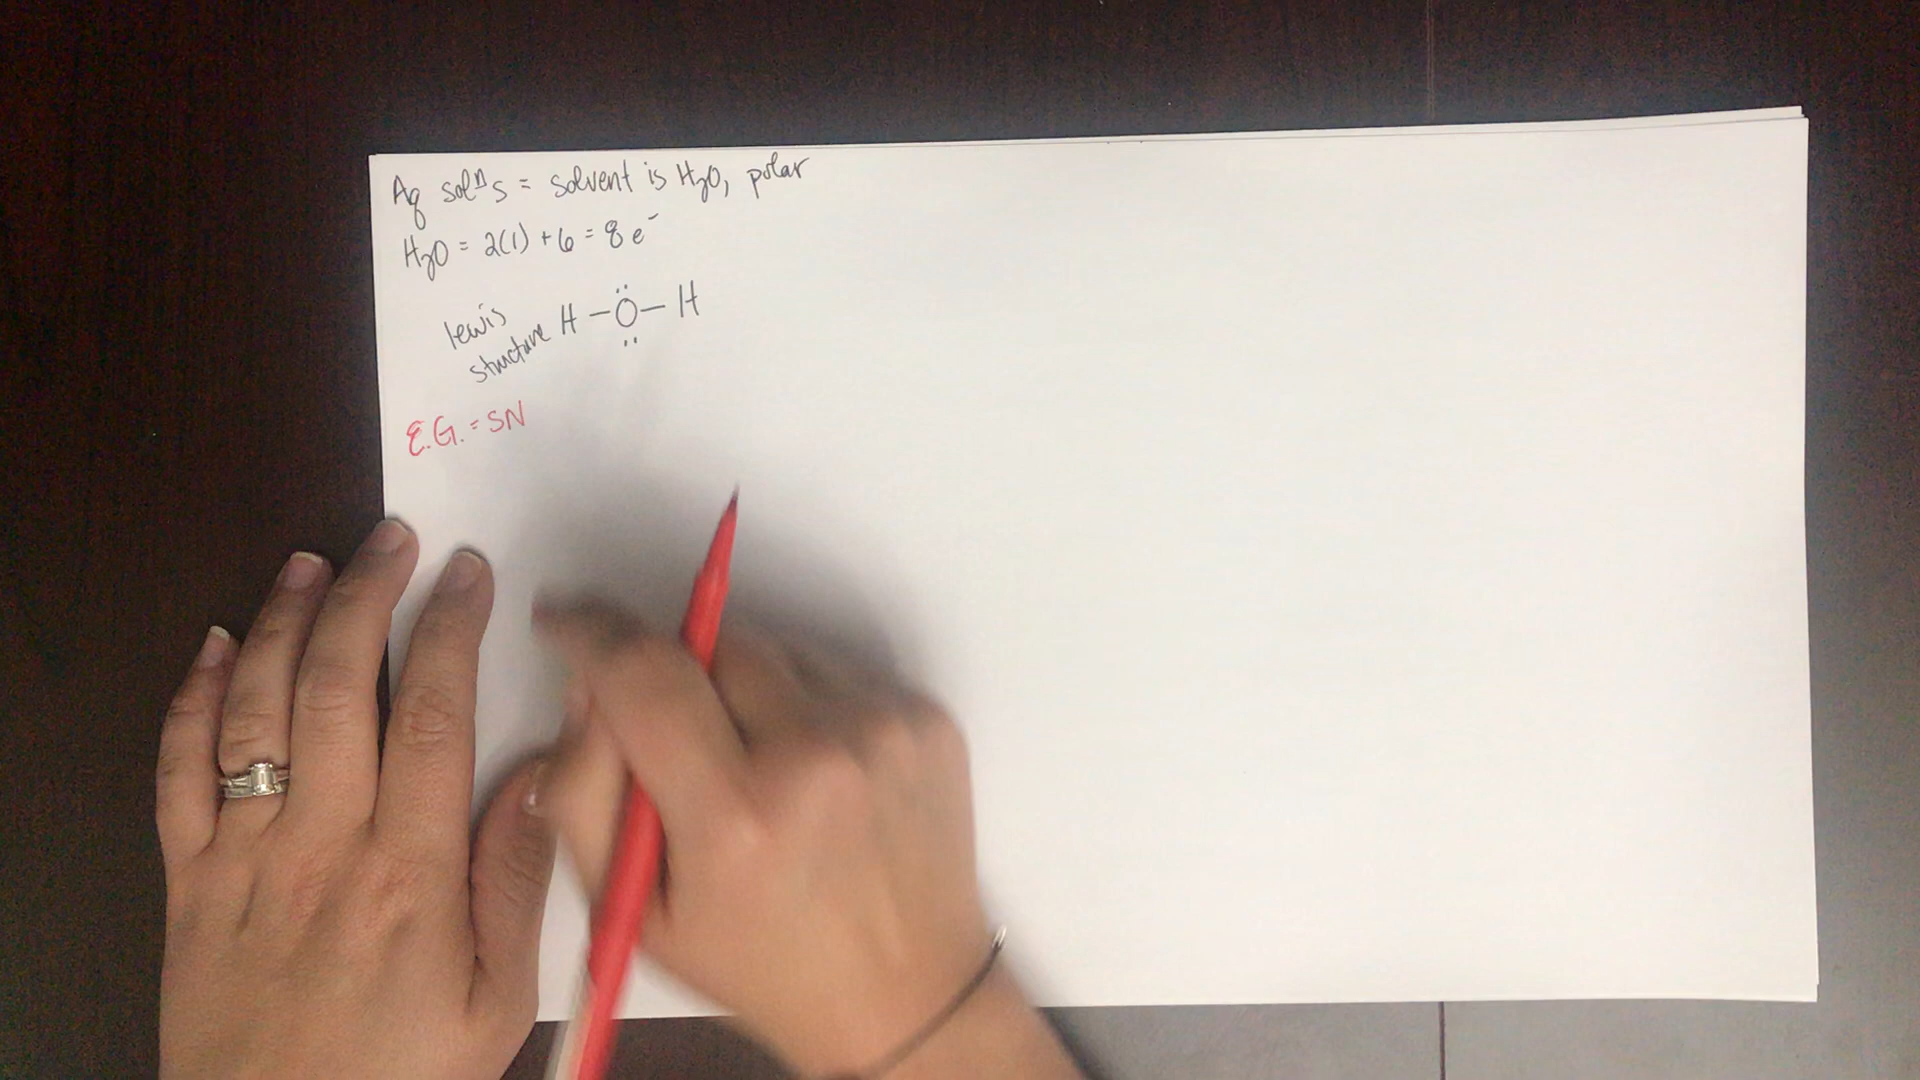 Aq solⁿs = solvent is H₂O, polar
H₂O = 2(1) + 6 = 8 e⁻
lewis
structure H – Ö – H
..
E.G. = SN